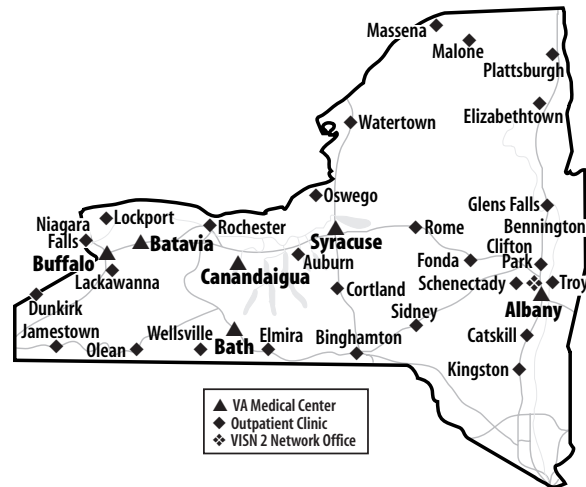 Massena
Malone
Plattsburgh
Elizabethtown
Watertown
Oswego
Glens Falls
Bennington
Niagara
Falls
Lockport
Rochester
Rome
Clifton
Park
Batavia
Syracuse
Buffalo
Canandaigua
Auburn
Fonda
Lackawanna
Schenectady
Troy
Cortland
Dunkirk
Albany
Sidney
Jamestown
Wellsville
Elmira
Binghamton
Catskill
Olean
Bath
Kingston
VA Medical Center
Outpatient Clinic
VISN 2 Network Office